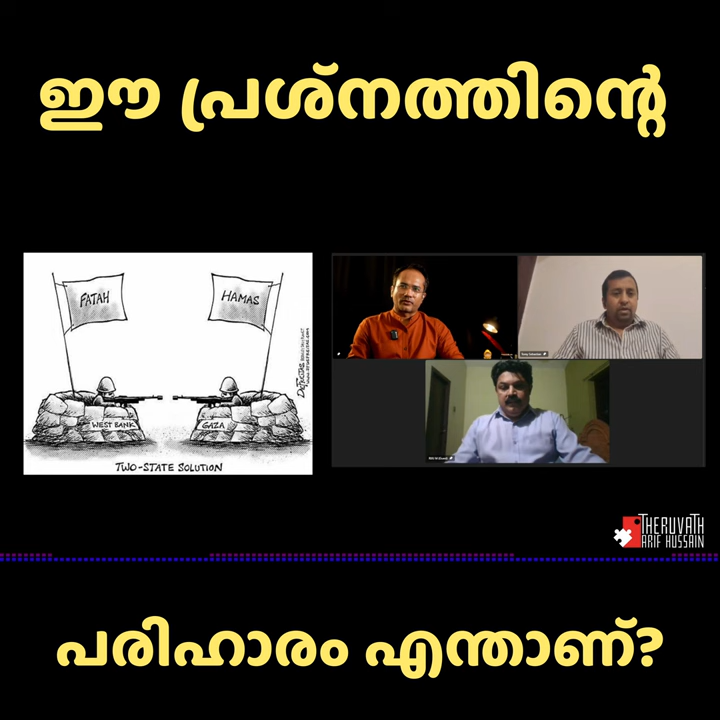 ഈ പ്രശ്നത്തിന്റെ
FATAH
HAMAS
WEST BANK
GAZA
TWO-STATE SOLUTION
THERUVATH
ARIF HUSSAIN
പരിഹാരം എന്താണ്?